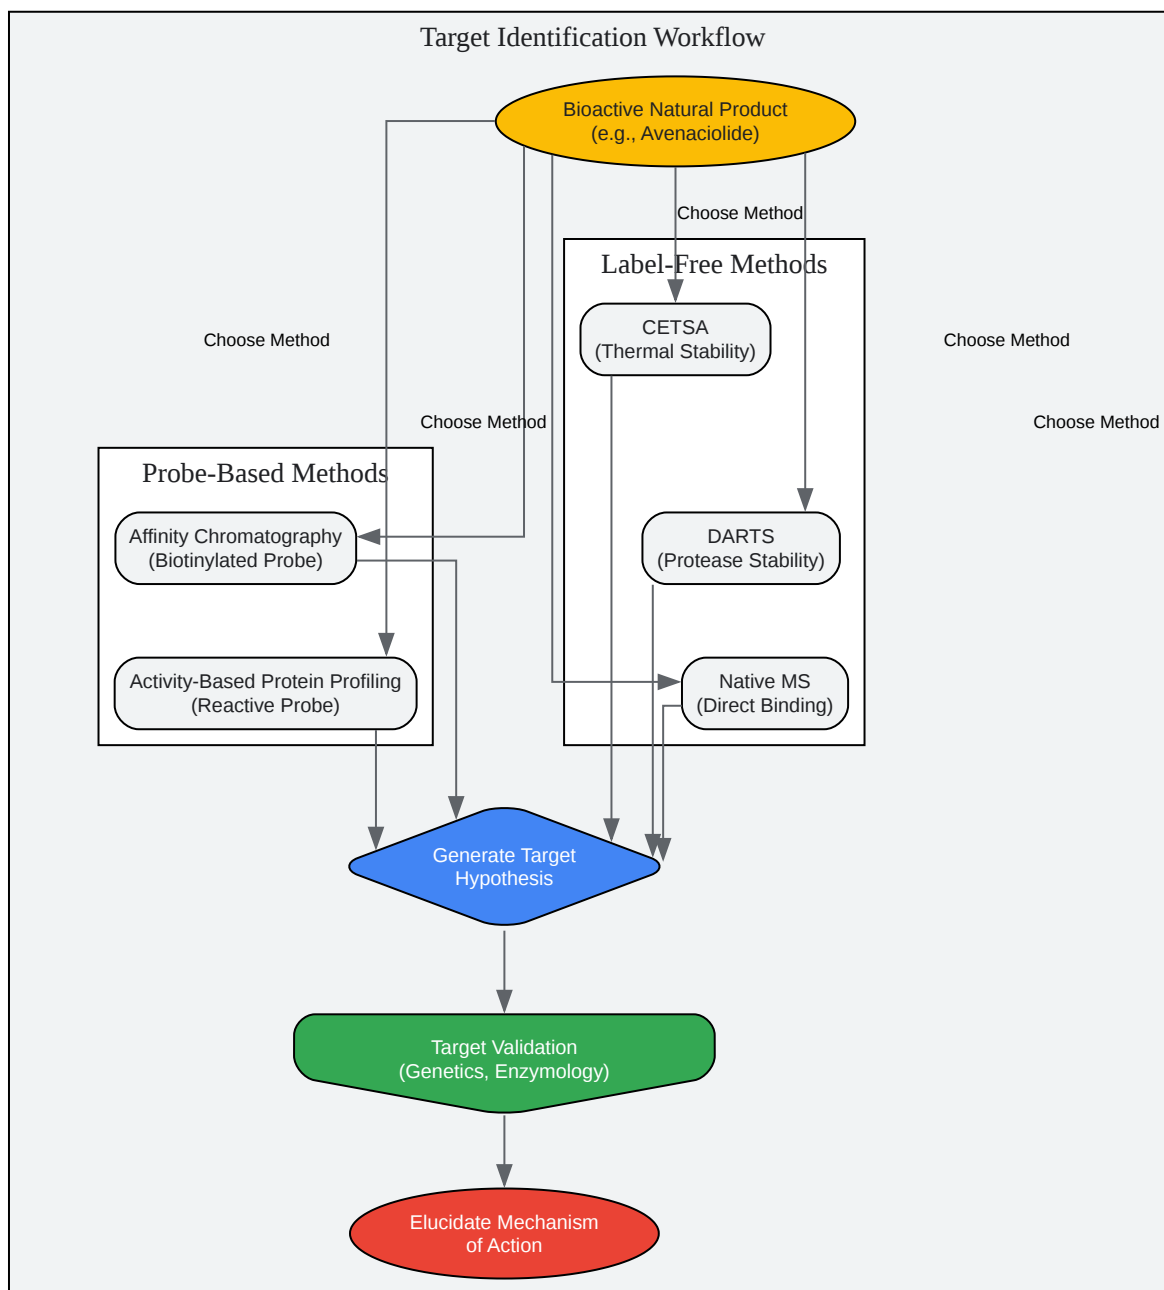 Target Identification Workflow
Bioactive Natural Product
(e.g., Avenaciolide)
Choose Method
Label-Free Methods
CETSA
(Thermal Stability)
Choose Method
Choose Method
Choose Method
Choose Method
Probe-Based Methods
Affinity Chromatography
(Biotinylated Probe)
DARTS
(Protease Stability)
Activity-Based Protein Profiling
(Reactive Probe)
Native MS
(Direct Binding)
Generate Target
Hypothesis
Target Validation
(Genetics, Enzymology)
Elucidate Mechanism
of Action